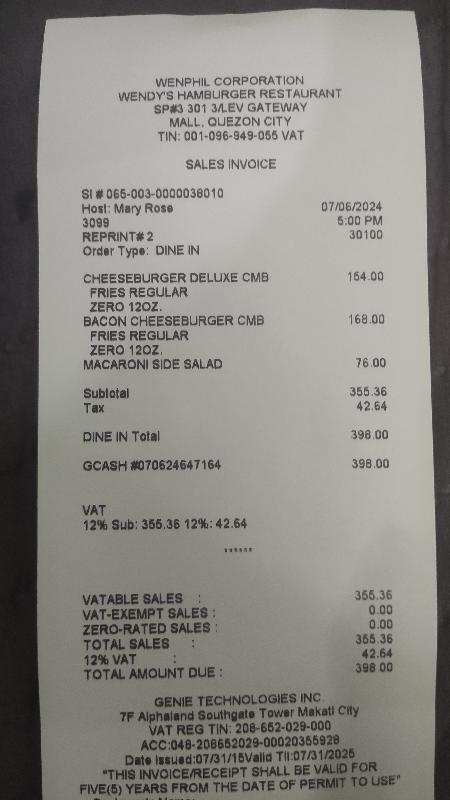 WENPHIL CORPORATION
WENDY'S HAMBURGER RESTAURANT
SP#3 301 3/LEV GATEWAY
MALL, QUEZON CITY
TIN: 001-096-949-055 VAT
SALES INVOICE
SI # 065-003-0000038010
Host: Mary Rose 07/06/2024
3099 5:00 PM
REPRINT# 2 30100
Order Type: DINE IN
CHEESEBURGER DELUXE CMB 154.00
FRIES REGULAR
ZERO 12OZ.
BACON CHEESEBURGER CMB 168.00
FRIES REGULAR
ZERO 12OZ.
MACARONI SIDE SALAD 76.00
Subtotal 355.36
Tax 42.64
DINE IN Total 398.00
GCASH #070624647164 398.00
VAT
12% Sub: 355.36 12%: 42.64
******
VATABLE SALES : 355.36
VAT-EXEMPT SALES : 0.00
ZERO-RATED SALES : 0.00
TOTAL SALES : 355.36
12% VAT : 42.64
TOTAL AMOUNT DUE : 398.00
GENIE TECHNOLOGIES INC.
7F Alphaland Southgate Tower Makati City
VAT REG TIN: 208-652-029-000
ACC:048-208652029-00020355928
Date Issued:07/31/15Valid Til:07/31/2025
"THIS INVOICE/RECEIPT SHALL BE VALID FOR
FIVE(5) YEARS FROM THE DATE OF PERMIT TO USE"